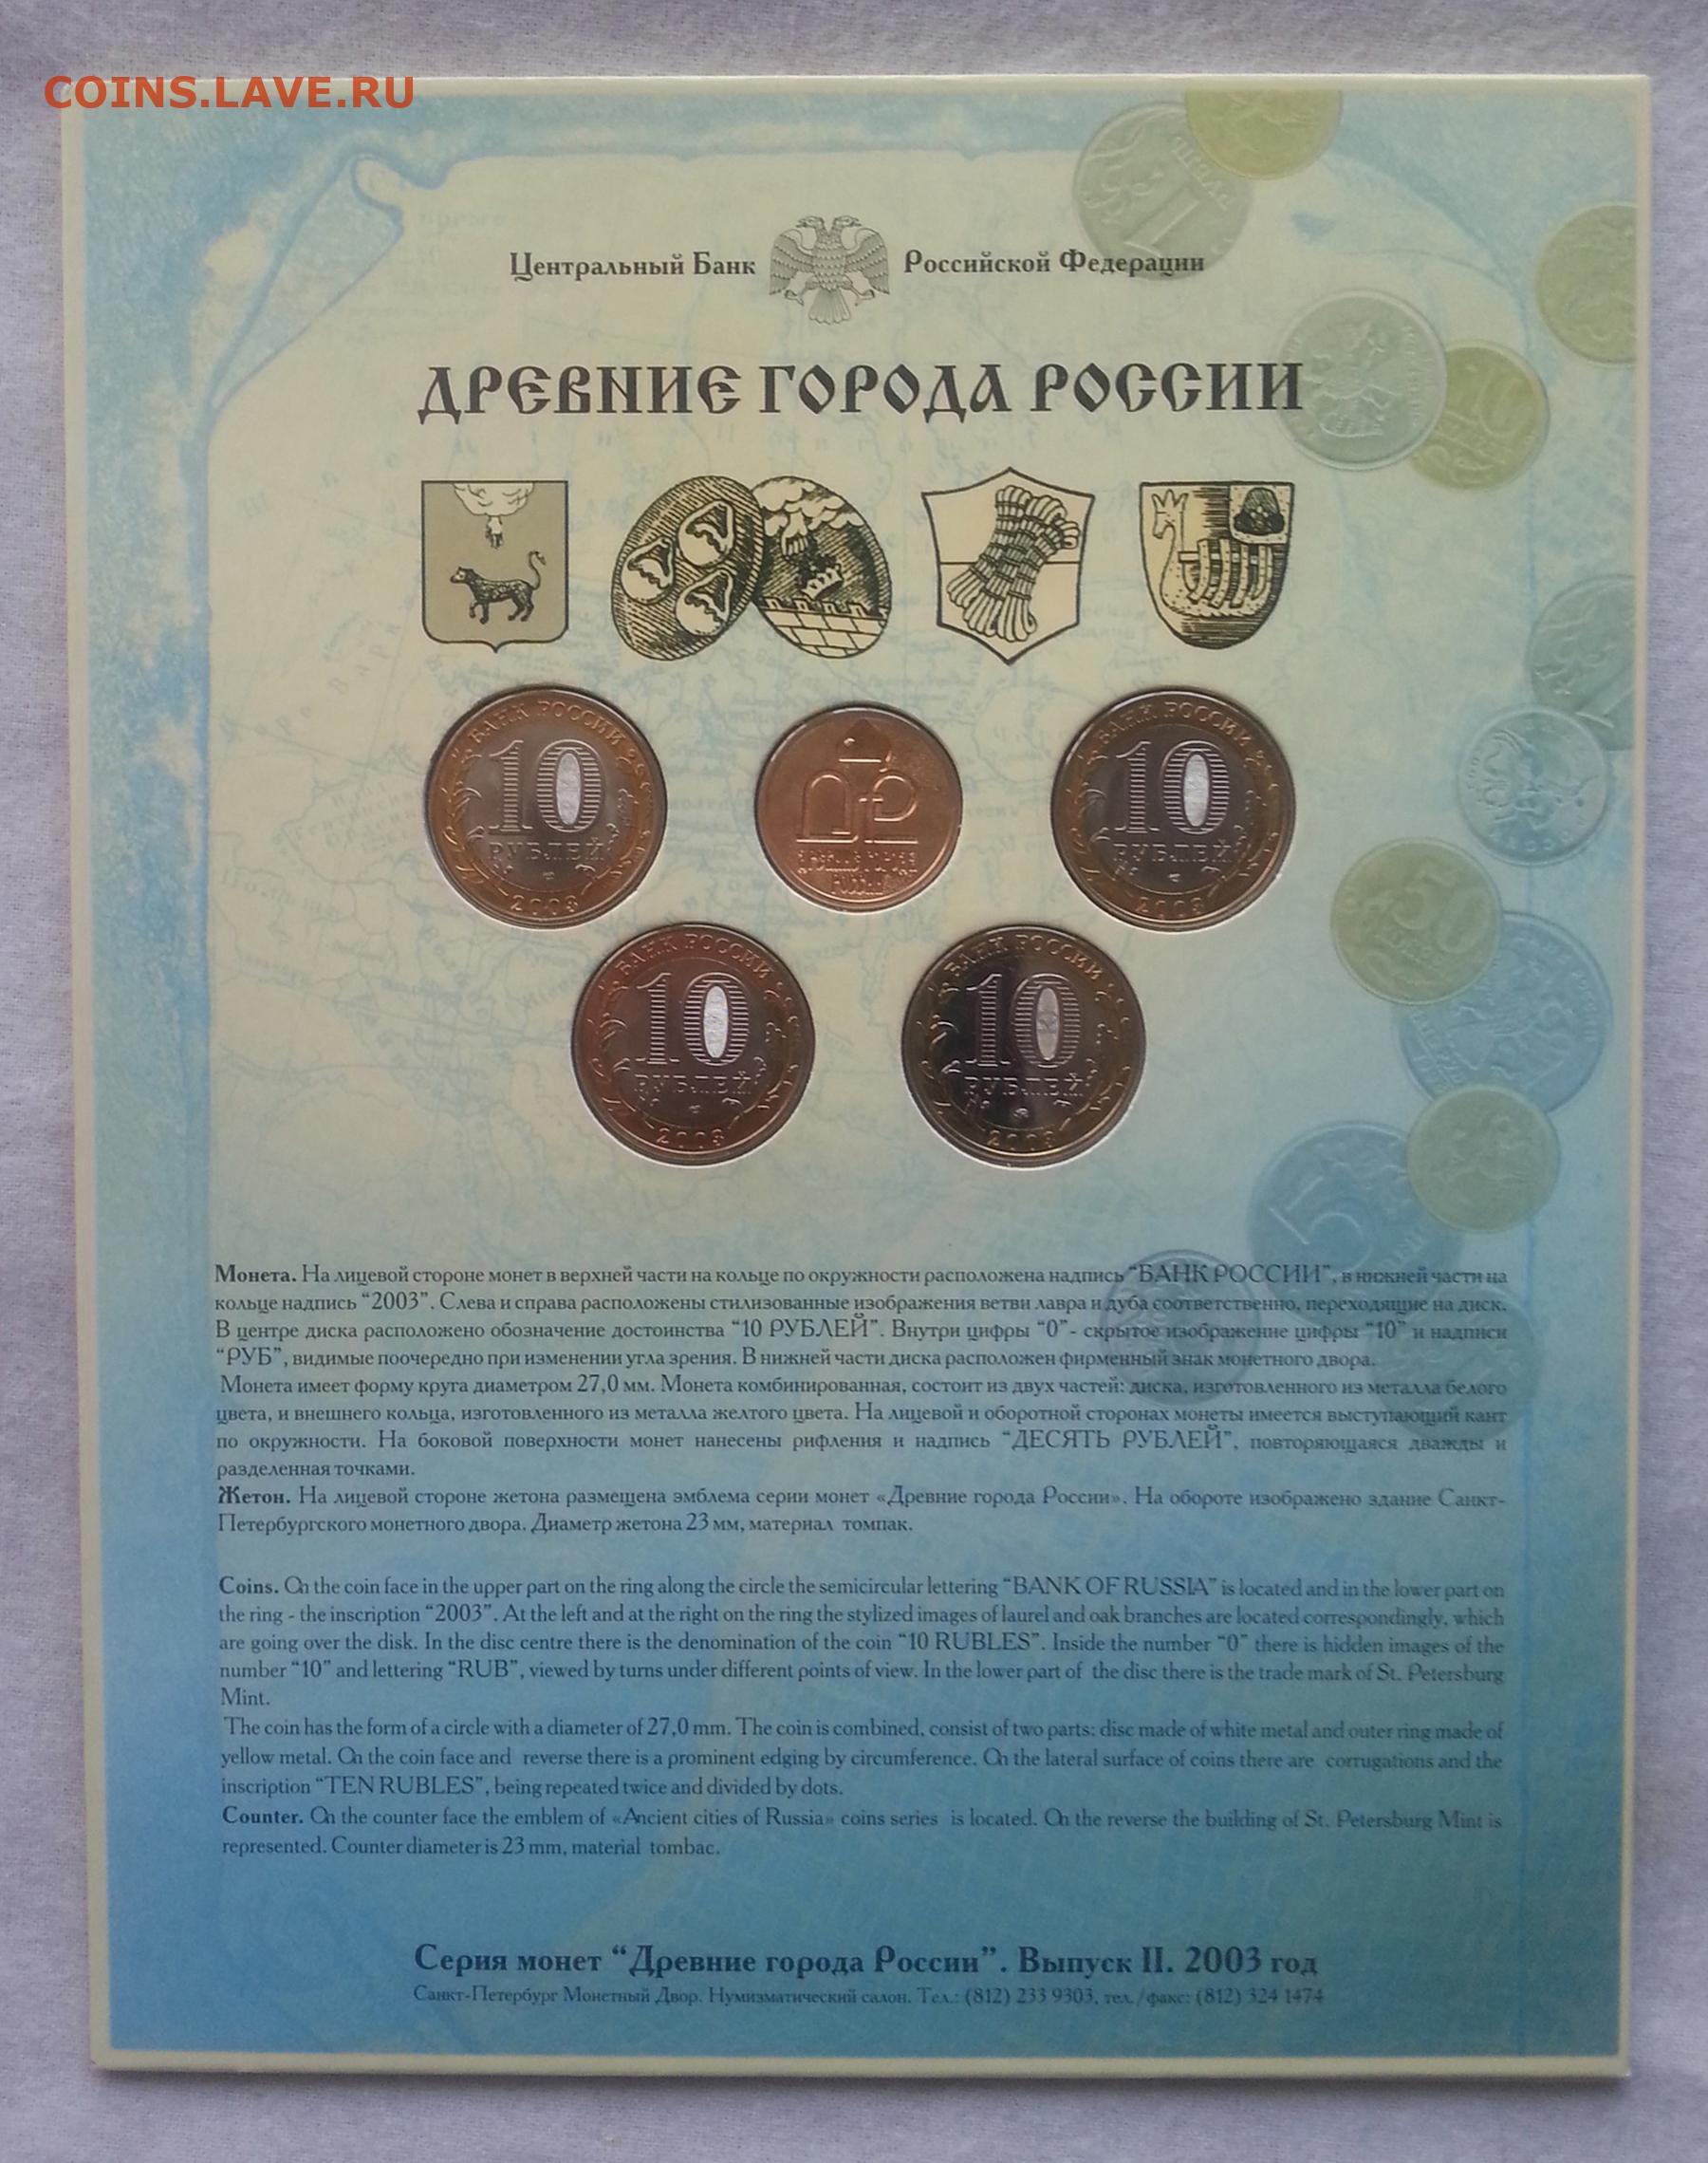 COINS.LAVE.RU
Центральный Банк Российской Федерации
ДРЕВНИЕ ГОРОДА РОССИИ
БАНК РОССИИ
10
РУБЛЕЙ
2003
ДГР
РОССИИ
БАНК РОССИИ
10
РУБЛЕЙ
2003
БАНК РОССИИ
10
РУБЛЕЙ
2003
БАНК РОССИИ
10
РУБЛЕЙ
2003
Монета. На лицевой стороне монет в верхней части на кольце по окружности расположена надпись “БАНК РОССИИ”, в нижней части на
кольце надпись “2003”. Слева и справа расположены стилизованные изображения ветви лавра и дуба соответственно, переходящие на диск.
В центре диска расположено обозначение достоинства “10 РУБЛЕЙ”. Внутри цифры “0”- скрытое изображение цифры “10” и надписи
“РУБ”, видимые поочередно при изменении угла зрения. В нижней части диска расположен фирменный знак монетного двора.
Монета имеет форму круга диаметром 27,0 мм. Монета комбинированная, состоит из двух частей: диска, изготовленного из металла белого
цвета, и внешнего кольца, изготовленного из металла желтого цвета. На лицевой и оборотной сторонах монеты имеется выступающий кант
по окружности. На боковой поверхности монет нанесены рифления и надпись “ДЕСЯТЬ РУБЛЕЙ”, повторяющаяся дважды и
разделенная точками.
Жетон. На лицевой стороне жетона размещена эмблема серии монет «Древние города России». На обороте изображено здание Санкт-
Петербургского монетного двора. Диаметр жетона 23 мм, материал томпак.
Coins. On the coin face in the upper part on the ring along the circle the semicircular lettering “BANK OF RUSSIA” is located and in the lower part on
the ring - the inscription “2003”. At the left and at the right on the ring the stylized images of laurel and oak branches are located correspondingly, which
are going over the disk. In the disc centre there is the denomination of the coin “10 RUBLES”. Inside the number “0” there is hidden images of the
number “10” and lettering “RUB”, viewed by turns under different points of view. In the lower part of the disc there is the trade mark of St. Petersburg
Mint.
The coin has the form of a circle with a diameter of 27,0 mm. The coin is combined, consist of two parts: disc made of white metal and outer ring made of
yellow metal. On the coin face and reverse there is a prominent edging by circumference. On the lateral surface of coins there are corrugations and the
inscription “TEN RUBLES”, being repeated twice and divided by dots.
Counter. On the counter face the emblem of «Ancient cities of Russia» coins series is located. On the reverse the building of St. Petersburg Mint is
represented. Counter diameter is 23 mm, material tombac.
Серия монет “Древние города России”. Выпуск II. 2003 год
Санкт-Петербург Монетный Двор. Нумизматический салон. Тел.: (812) 233 9303, тел./факс: (812) 324 1474